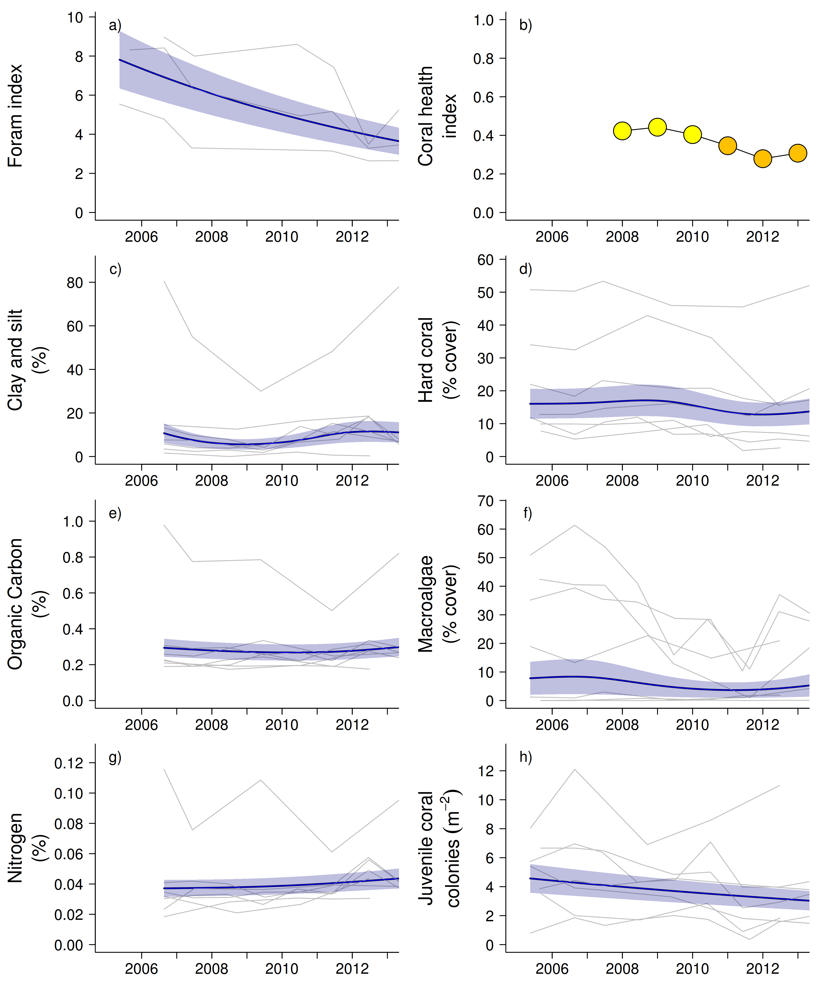 a)
Foram index
10
8
6
4
2
0
2006 2008 2010 2012
b)
Coral health
index
1.0
0.8
0.6
0.4
0.2
0.0
2006 2008 2010 2012
c)
Clay and silt
(%)
80
60
40
20
0
2006 2008 2010 2012
d)
Hard coral
(% cover)
60
50
40
30
20
10
0
2006 2008 2010 2012
e)
Organic Carbon
(%)
1.0
0.8
0.6
0.4
0.2
0.0
2006 2008 2010 2012
f)
Macroalgae
(% cover)
70
60
50
40
30
20
10
0
2006 2008 2010 2012
g)
Nitrogen
(%)
0.12
0.10
0.08
0.06
0.04
0.02
0.00
2006 2008 2010 2012
h)
Juvenile coral
colonies (m⁻²)
12
10
8
6
4
2
0
2006 2008 2010 2012